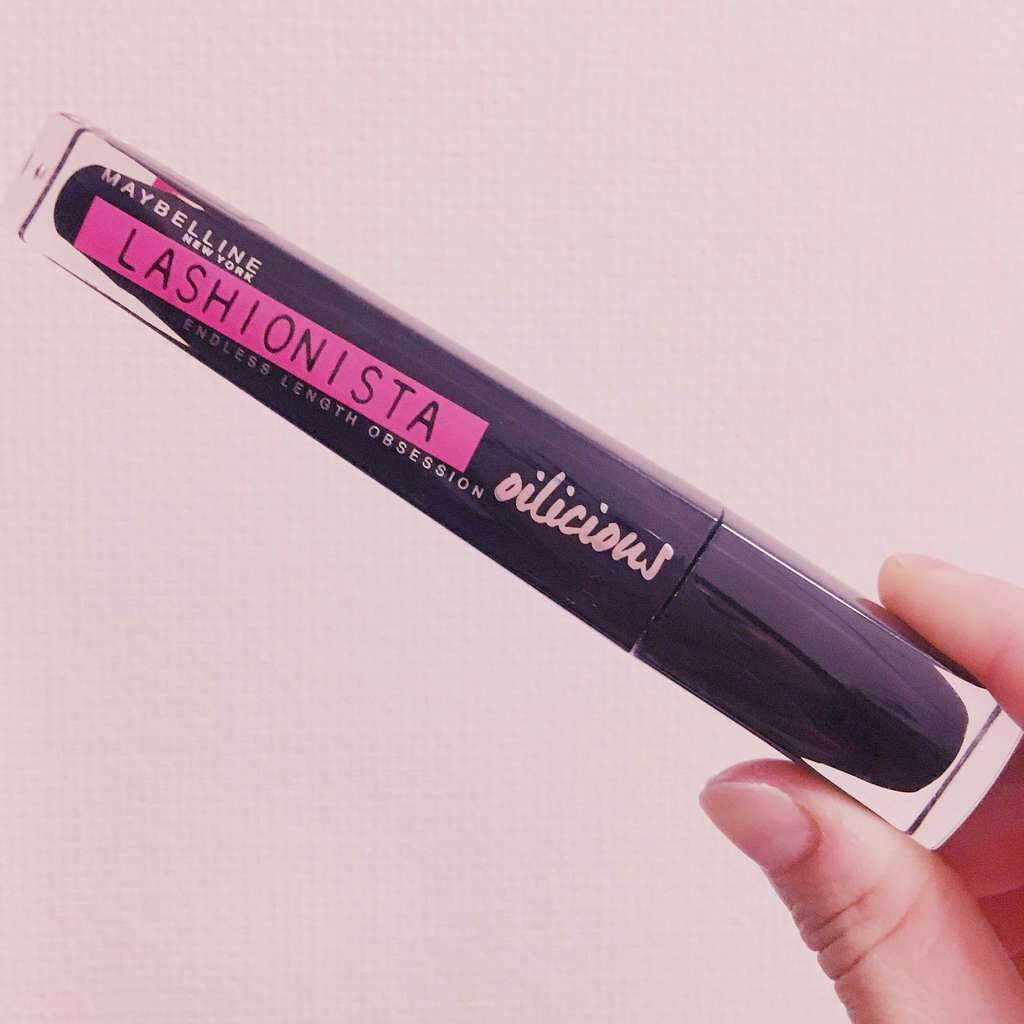 MAYBELLINE
NEW YORK
LASHIONISTA
ENDLESS LENGTH OBSESSION
oilicious